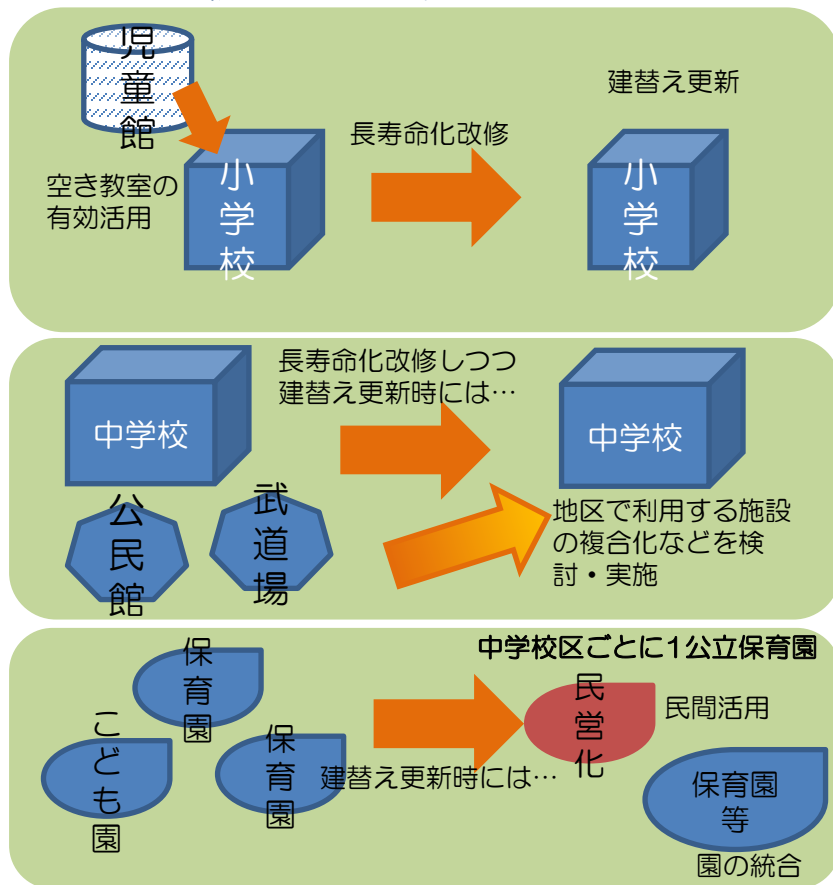 児童館
建替え更新
長寿命化改修
空き教室の
有効活用
小学校
小学校
長寿命化改修しつつ
建替え更新時には…
中学校
中学校
公民館
武道場
地区で利用する施設
の複合化などを検
討・実施
中学校区ごとに1公立保育園
保育園
民営化
民間活用
こども園
保育園
建替え更新時には…
保育園
等
園の統合